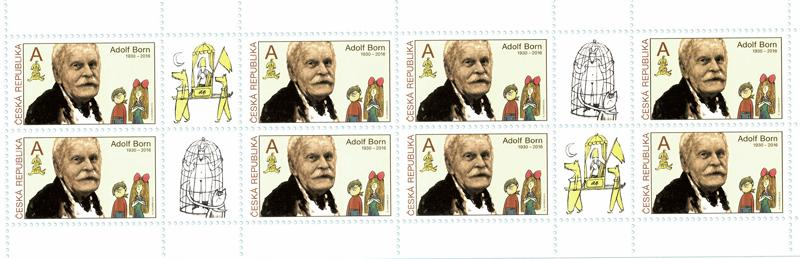 A
Adolf Born
1930 – 2016
ČESKÁ REPUBLIKA
A
Adolf Born
1930 – 2016
ČESKÁ REPUBLIKA
A
Adolf Born
1930 – 2016
ČESKÁ REPUBLIKA
A
Adolf Born
1930 – 2016
ČESKÁ REPUBLIKA
A
Adolf Born
1930 – 2016
ČESKÁ REPUBLIKA
A
Adolf Born
1930 – 2016
ČESKÁ REPUBLIKA
A
Adolf Born
1930 – 2016
ČESKÁ REPUBLIKA
A
Adolf Born
1930 – 2016
ČESKÁ REPUBLIKA